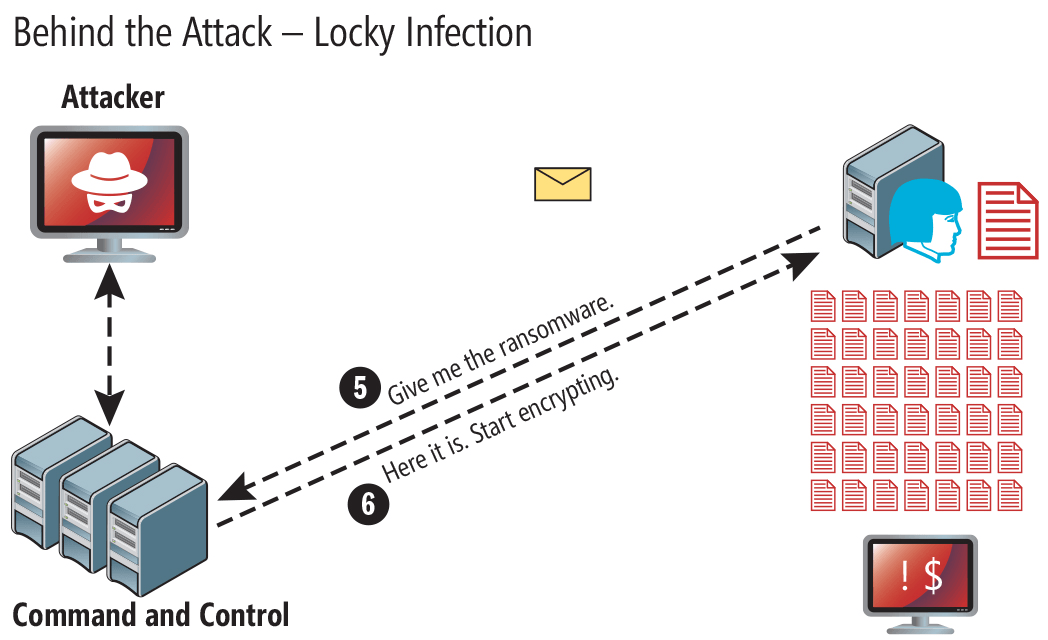 Behind the Attack – Locky Infection
Attacker
5 Give me the ransomware.
6 Here it is. Start encrypting.
Command and Control
! $